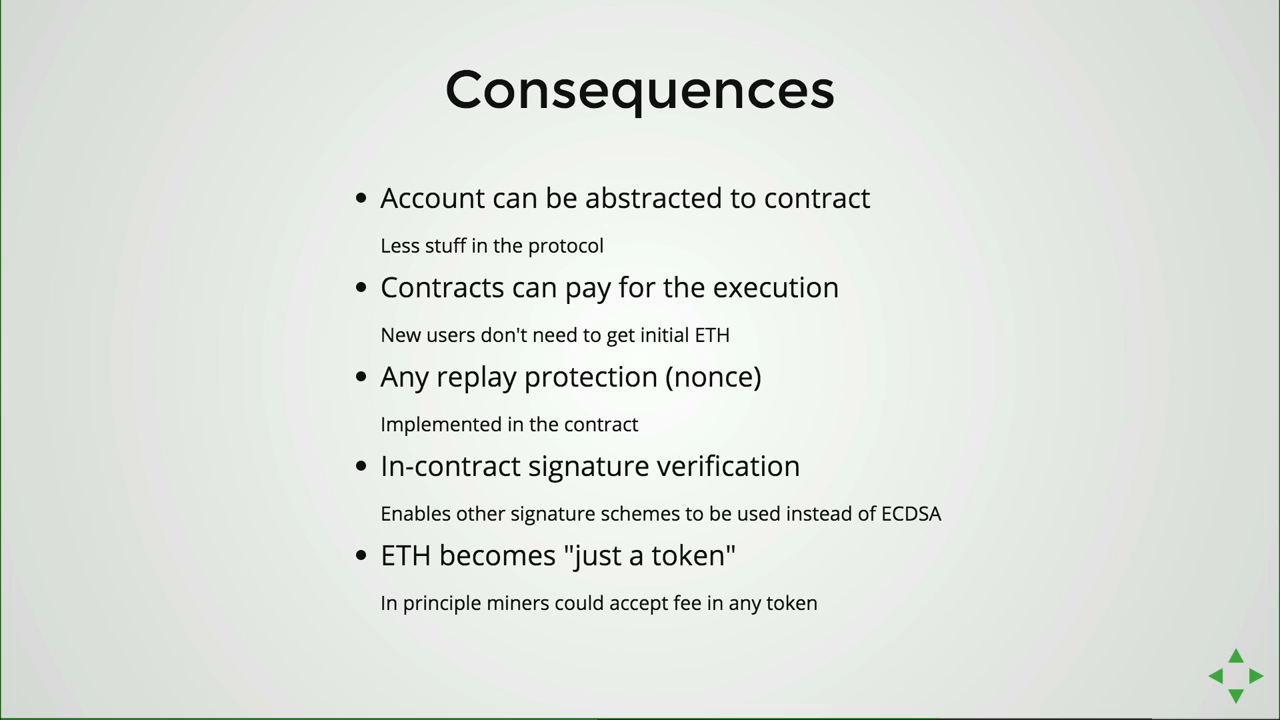 Consequences
• Account can be abstracted to contract
Less stuff in the protocol
• Contracts can pay for the execution
New users don't need to get initial ETH
• Any replay protection (nonce)
Implemented in the contract
• In-contract signature verification
Enables other signature schemes to be used instead of ECDSA
• ETH becomes "just a token"
In principle miners could accept fee in any token